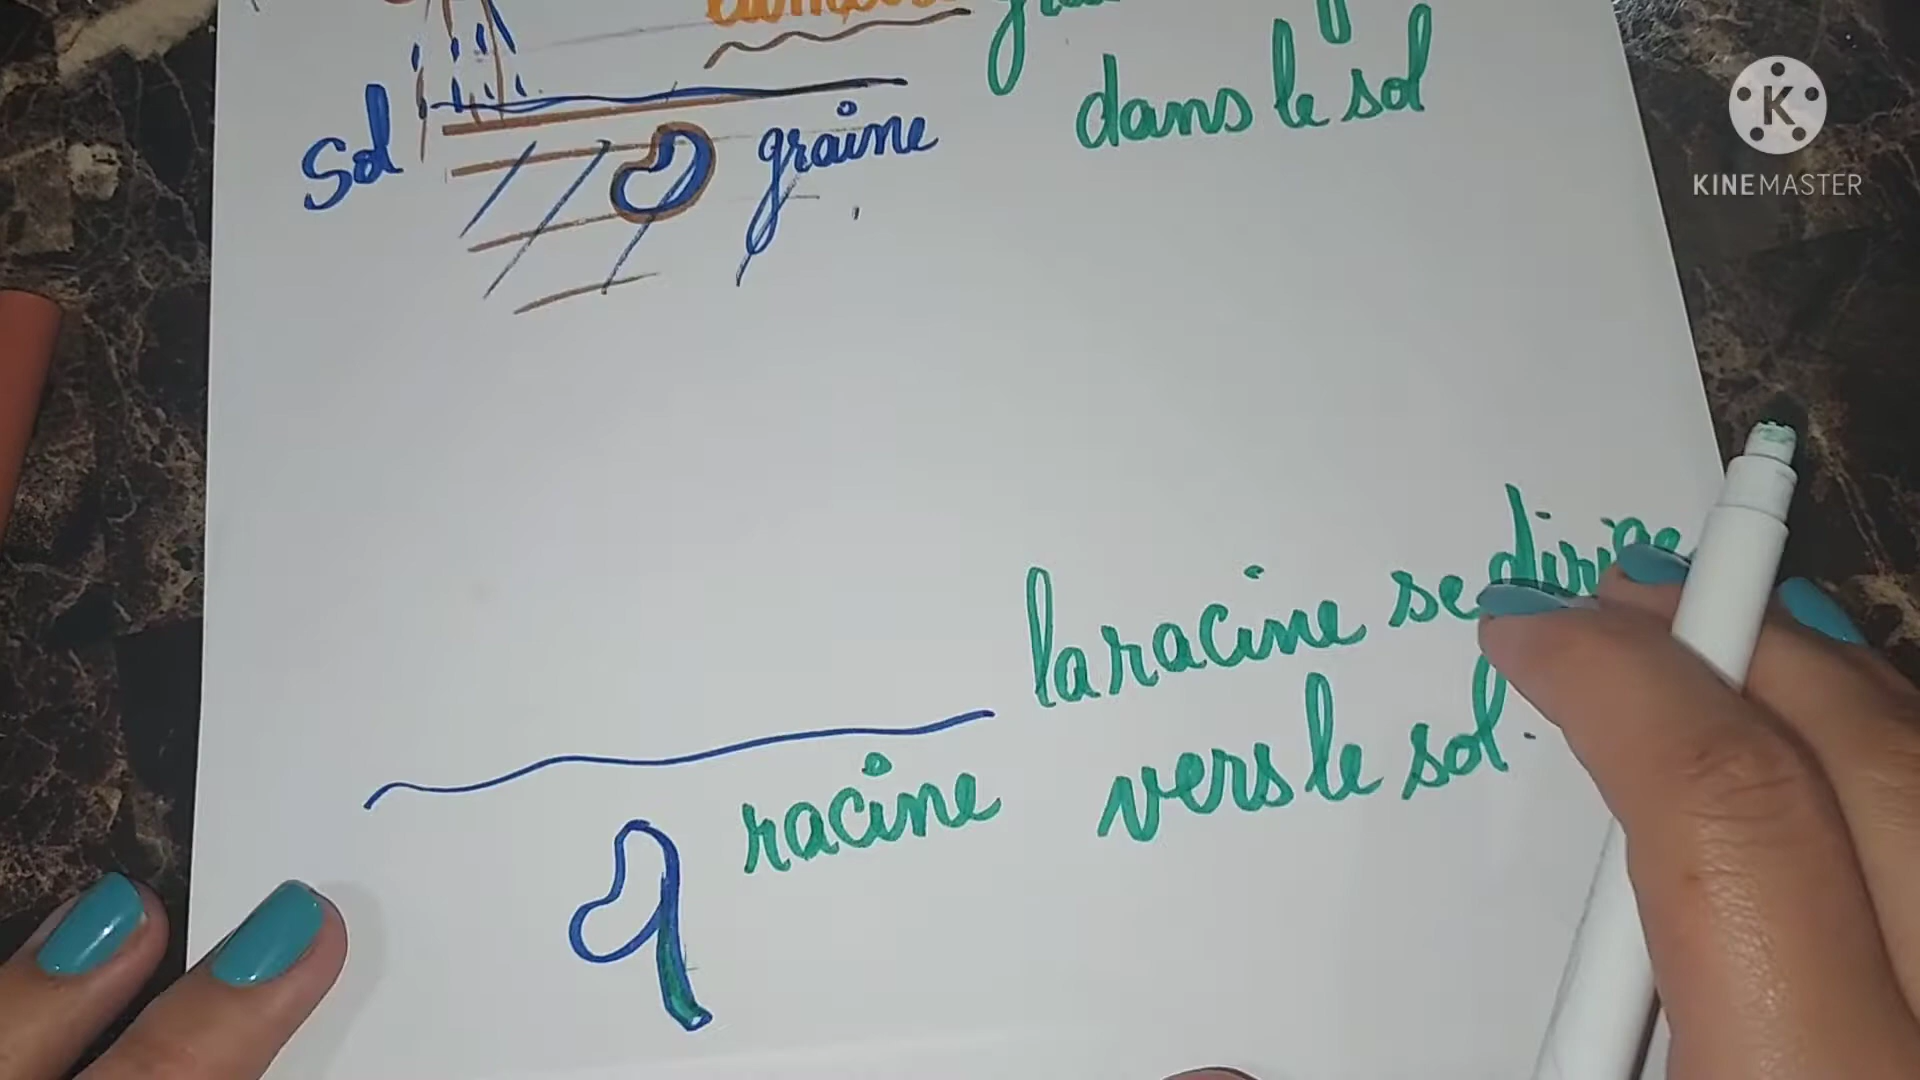 dans le sol
Sol
graine
la racine se dirige
vers le sol.
racine
K
KINEMASTER